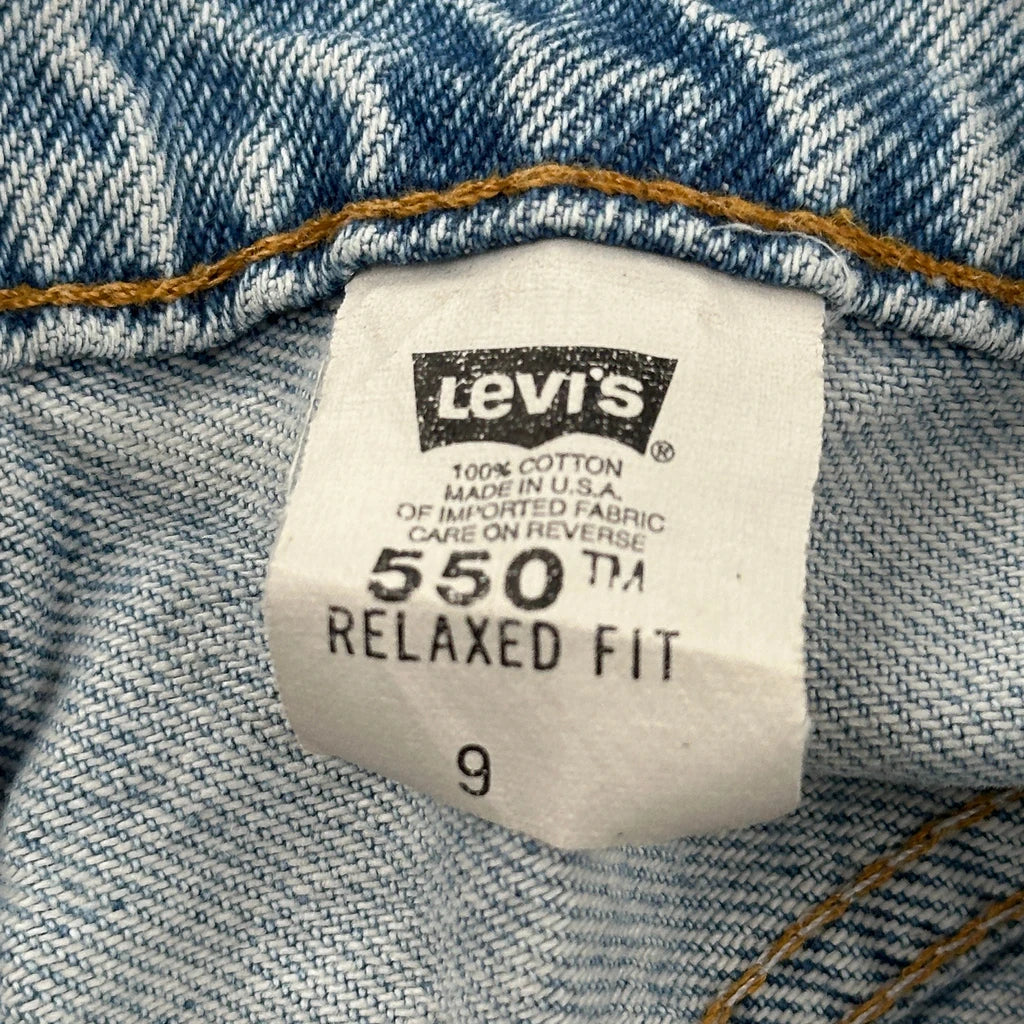 Levi's®
100% COTTON
MADE IN U.S.A.
OF IMPORTED FABRIC
CARE ON REVERSE
550™
RELAXED FIT
9